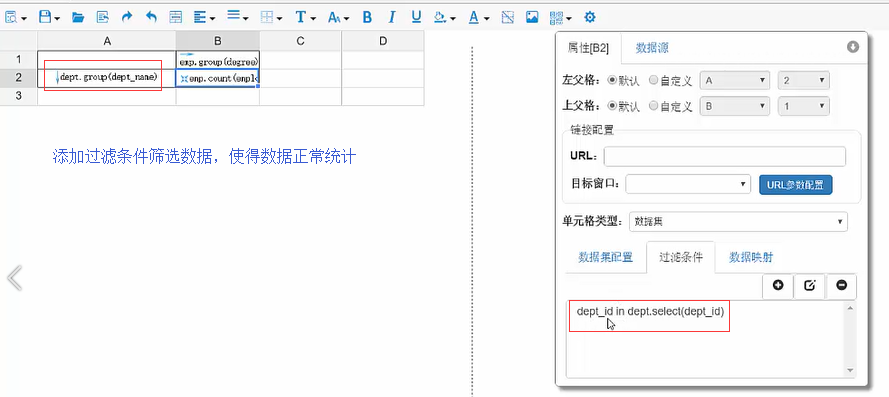 A B C D
1 emp.group(degree)
2 dept.group(dept_name) emp.count(empl
3
添加过滤条件筛选数据，使得数据正常统计
属性[B2] 数据源
左父格： 默认 自定义 A 2
上父格： 默认 自定义 B 1
链接配置
URL：
目标窗口： URL参数配置
单元格类型： 数据集
数据集配置 过滤条件 数据映射
dept_id in dept.select(dept_id)